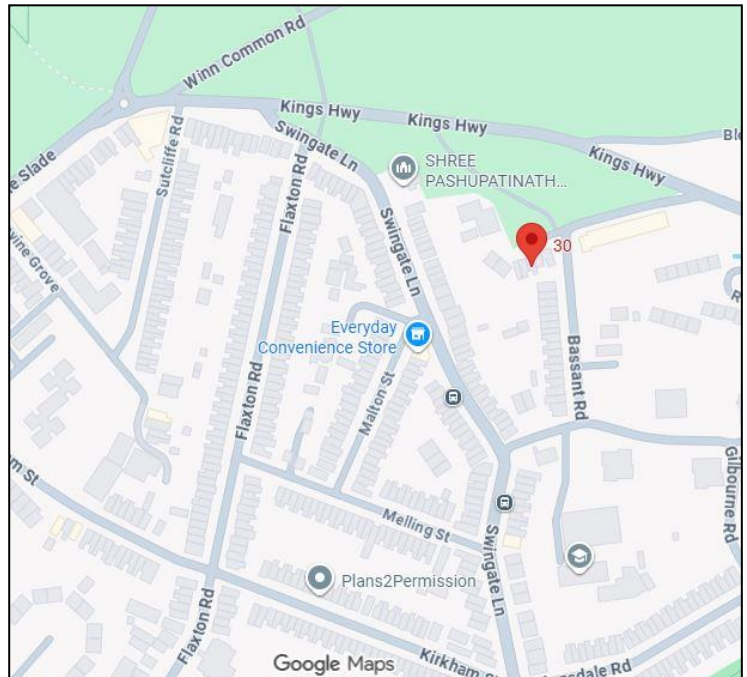 Winn Common Rd
Kings Hwy
Kings Hwy
Kings Hwy
Swingate Ln
Sutcliffe Rd
Flaxton Rd
SHREE
PASHUPATINATH...
30
Swingate Ln
Everyday
Convenience Store
Malton St
Bassant Rd
Flaxton Rd
Gilbourne Rd
Melling St
Swingate Ln
Plans2Permission
Flaxton Rd
Kirkham
Google Maps